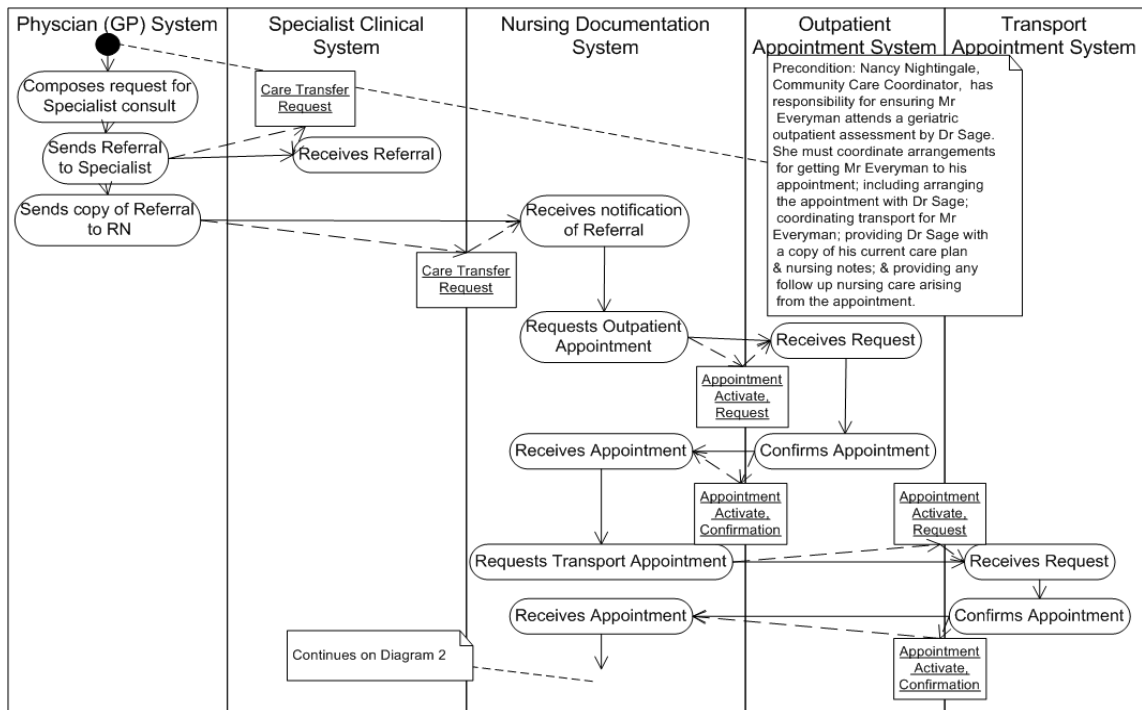 Physcian (GP) System
Specialist Clinical
System
Nursing Documentation
System
Outpatient
Appointment System
Transport
Appointment System
Precondition: Nancy Nightingale,
Community Care Coordinator, has
responsibility for ensuring Mr
Everyman attends a geriatric
outpatient assessment by Dr Sage.
She must coordinate arrangements
for getting Mr Everyman to his
appointment; including arranging
the appointment with Dr Sage;
coordinating transport for Mr
Everyman; providing Dr Sage with
a copy of his current care plan
& nursing notes; & providing any
follow up nursing care arising
from the appointment.
Composes request for
Specialist consult
Care Transfer
Request
Sends Referral
to Specialist
Receives Referral
Sends copy of Referral
to RN
Receives notification
of Referral
Care Transfer
Request
Requests Outpatient
Appointment
Receives Request
Appointment
Activate,
Request
Receives Appointment
Confirms Appointment
Appointment
Activate,
Confirmation
Appointment
Activate,
Request
Requests Transport Appointment
Receives Request
Receives Appointment
Confirms Appointment
Continues on Diagram 2
Appointment
Activate,
Confirmation